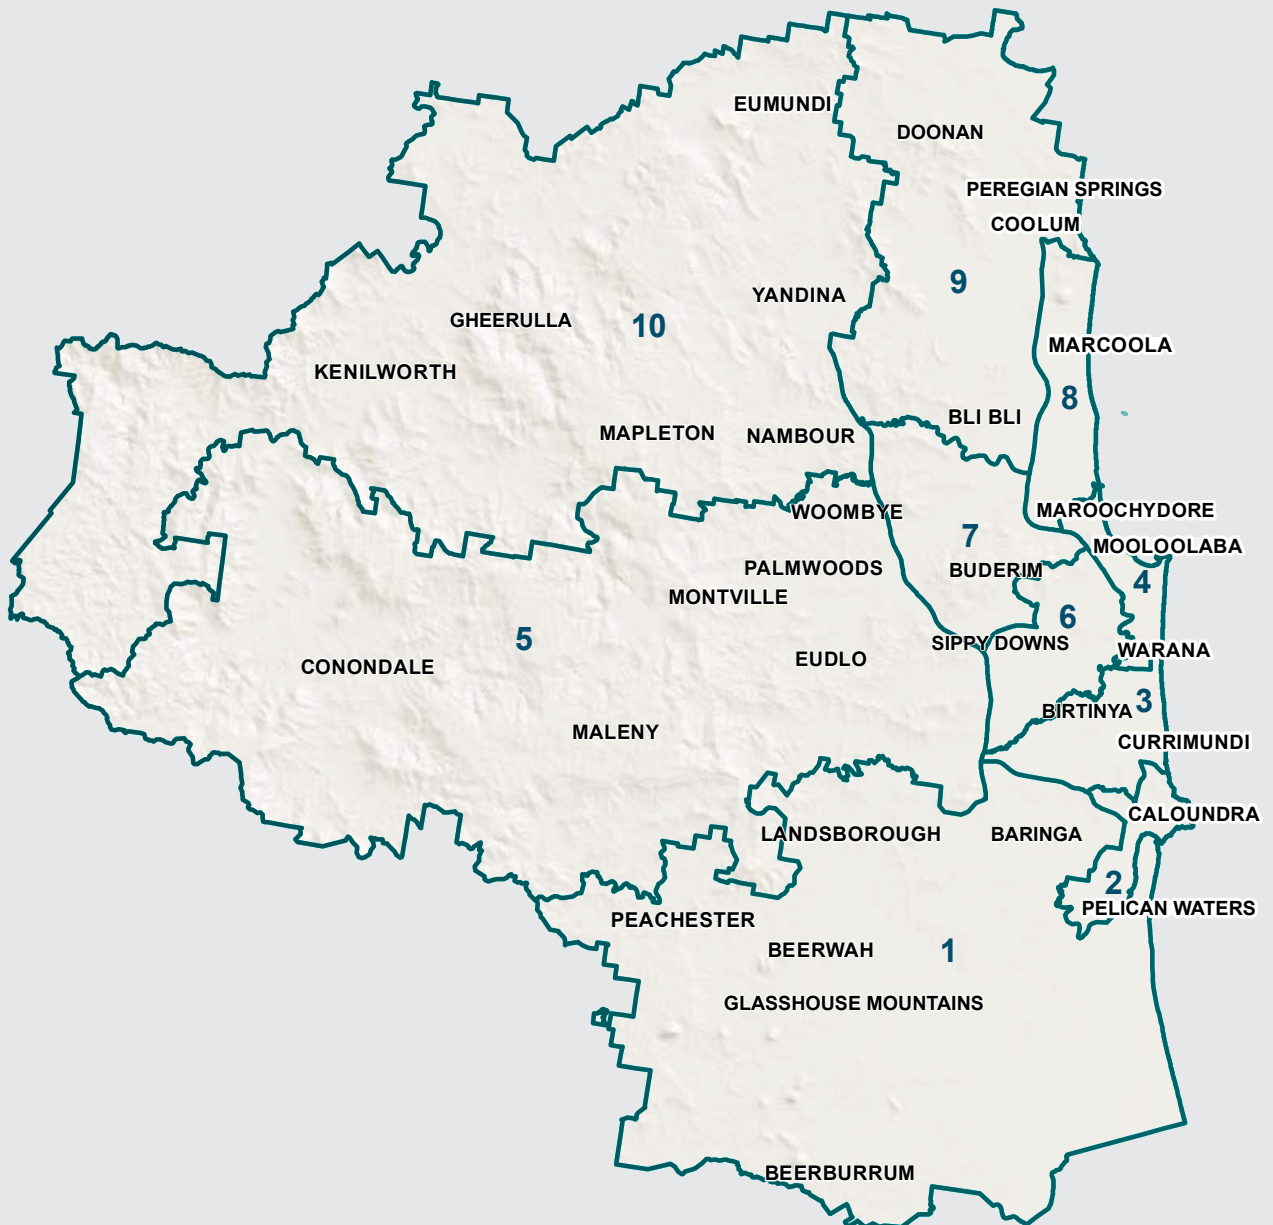 EUMUNDI
DOONAN
PEREGIAN SPRINGS
COOLUM
9
YANDINA
GHEERULLA
10
MARCOOLA
KENILWORTH
8
BLI BLI
MAPLETON
NAMBOUR
WOOMBYE
MAROOCHYDORE
7
MOOLOOLABA
PALMWOODS
BUDERIM
4
MONTVILLE
6
5
SIPPY DOWNS
WARANA
EUDLO
CONONDALE
3
BIRTINYA
MALENY
CURRIMUNDI
CALOUNDRA
LANDSBOROUGH
BARINGA
2
PELICAN WATERS
PEACHESTER
BEERWAH
1
GLASSHOUSE MOUNTAINS
BEERBURRUM